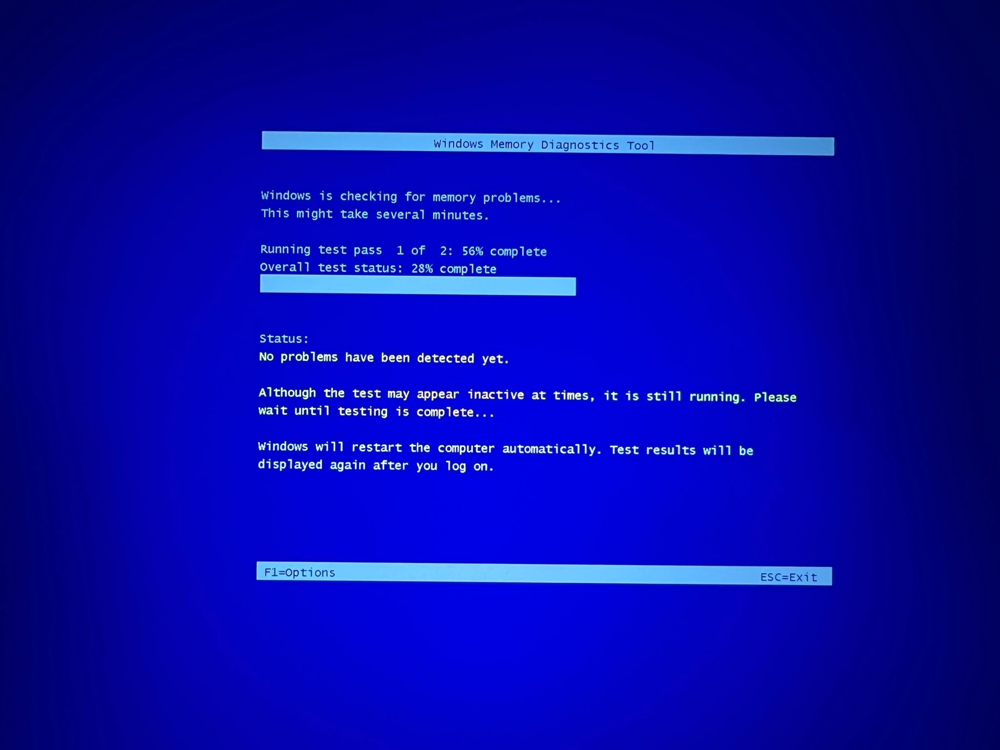 Windows Memory Diagnostics Tool
Windows is checking for memory problems...
This might take several minutes.
Running test pass  1 of  2: 56% complete
Overall test status: 28% complete
Status:
No problems have been detected yet.
Although the test may appear inactive at times, it is still running. Please
wait until testing is complete...
Windows will restart the computer automatically. Test results will be
displayed again after you log on.
F1=Options ESC=Exit